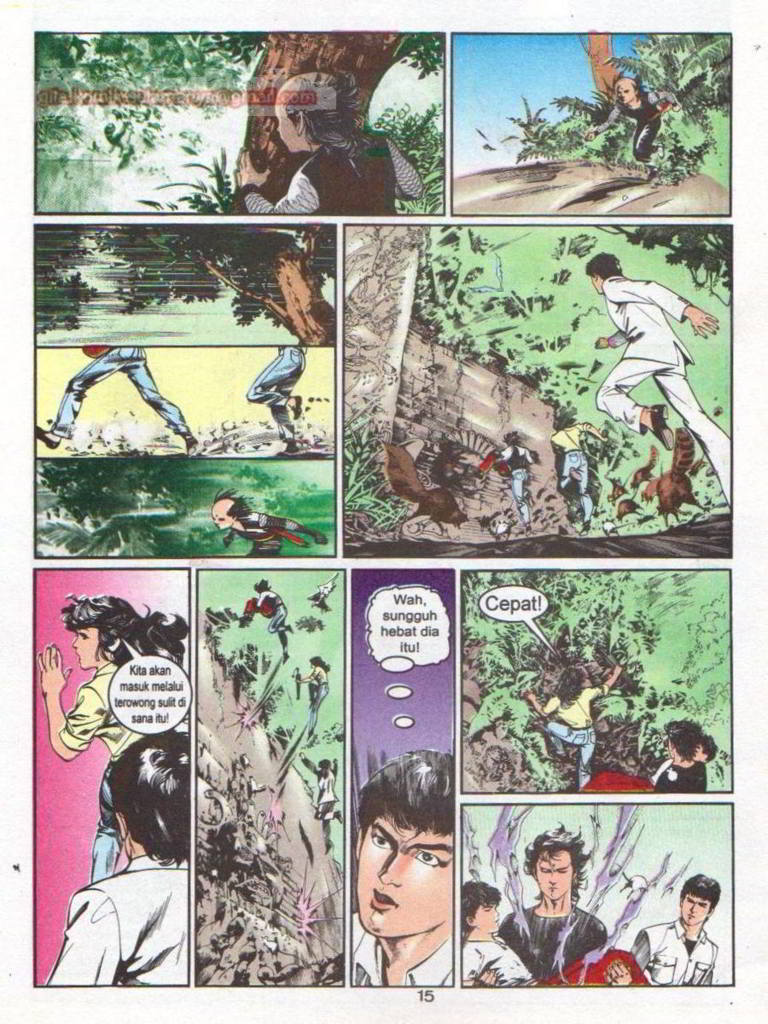 Kita akan
masuk melalui
terowong sulit di
sana itu!
Wah,
sungguh
hebat dia
itu!
Cepat!
15